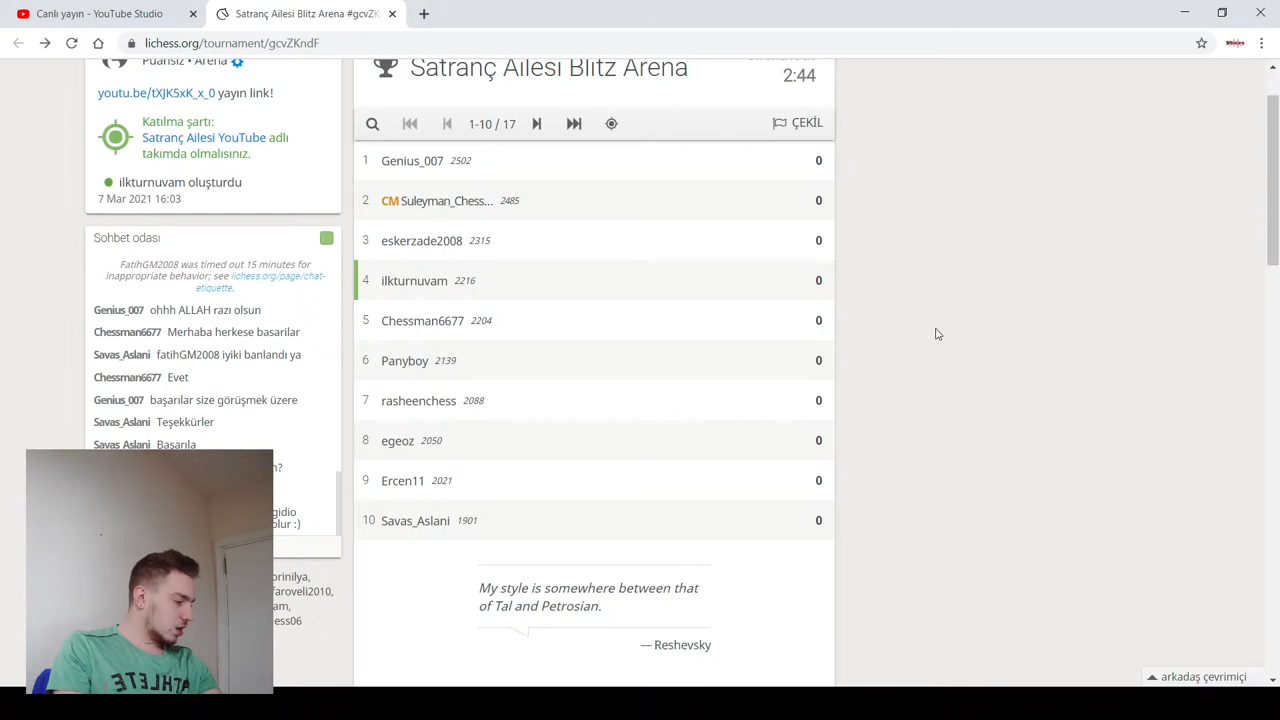 Canlı yayın - YouTube Studio
Satranç Ailesi Blitz Arena #gcvZK
lichess.org/tournament/gcvZKndF
Puansız • Arena
youtu.be/tXJK5xK_x_0 yayın link!
Katılma şartı:
Satranç Ailesi YouTube adlı
takımda olmalısınız.
ilkturnuvam oluşturdu
7 Mar 2021 16:03
Sohbet odası
FatihGM2008 was timed out 15 minutes for
inappropriate behavior; see lichess.org/page/chat-
etiquette.
Genius_007 ohhh ALLAH razı olsun
Chessman6677 Merhaba herkese basarilar
Savas_Aslani fatihGM2008 iyiki banlandı ya
Chessman6677 Evet
Genius_007 başarılar size görüşmek üzere
Savas_Aslani Teşekkürler
Savas_Aslani Başarıla
?
gidio
olur :)
orinilya,
faroveli2010,
am,
ess06
Satranç Ailesi Blitz Arena
2:44
1-10 / 17
ÇEKİL
1 Genius_007 2502 0
2 CM Suleyman_Chess... 2485 0
3 eskerzade2008 2315 0
4 ilkturnuvam 2216 0
5 Chessman6677 2204 0
6 Panyboy 2139 0
7 rasheenchess 2088 0
8 egeoz 2050 0
9 Ercen11 2021 0
10 Savas_Aslani 1901 0
My style is somewhere between that
of Tal and Petrosian.
— Reshevsky
arkadaş çevrimiçi
ATHLETE